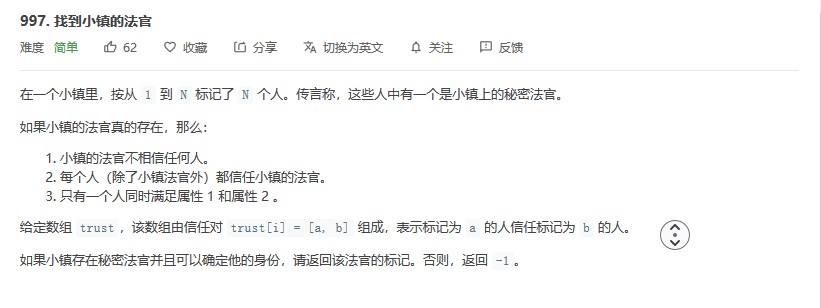 997. 找到小镇的法官
难度 简单 62 收藏 分享 切换为英文 关注 反馈
在一个小镇里，按从 1 到 N 标记了 N 个人。传言称，这些人中有一个是小镇上的秘密法官。
如果小镇的法官真的存在，那么：
1. 小镇的法官不相信任何人。
2. 每个人（除了小镇法官外）都信任小镇的法官。
3. 只有一个人同时满足属性 1 和属性 2 。
给定数组 trust，该数组由信任对 trust[i] = [a, b] 组成，表示标记为 a 的人信任标记为 b 的人。
如果小镇存在秘密法官并且可以确定他的身份，请返回该法官的标记。否则，返回 -1。